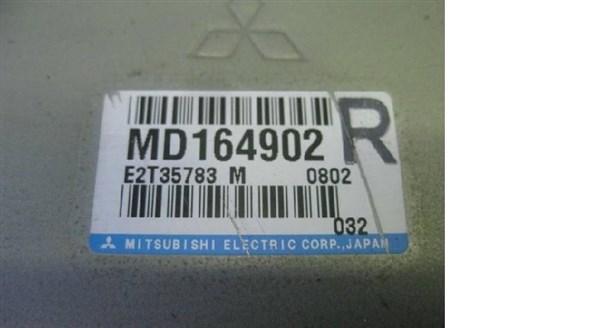 MD164902 R
E2T35783 M 0802
032
MITSUBISHI ELECTRIC CORP., JAPAN